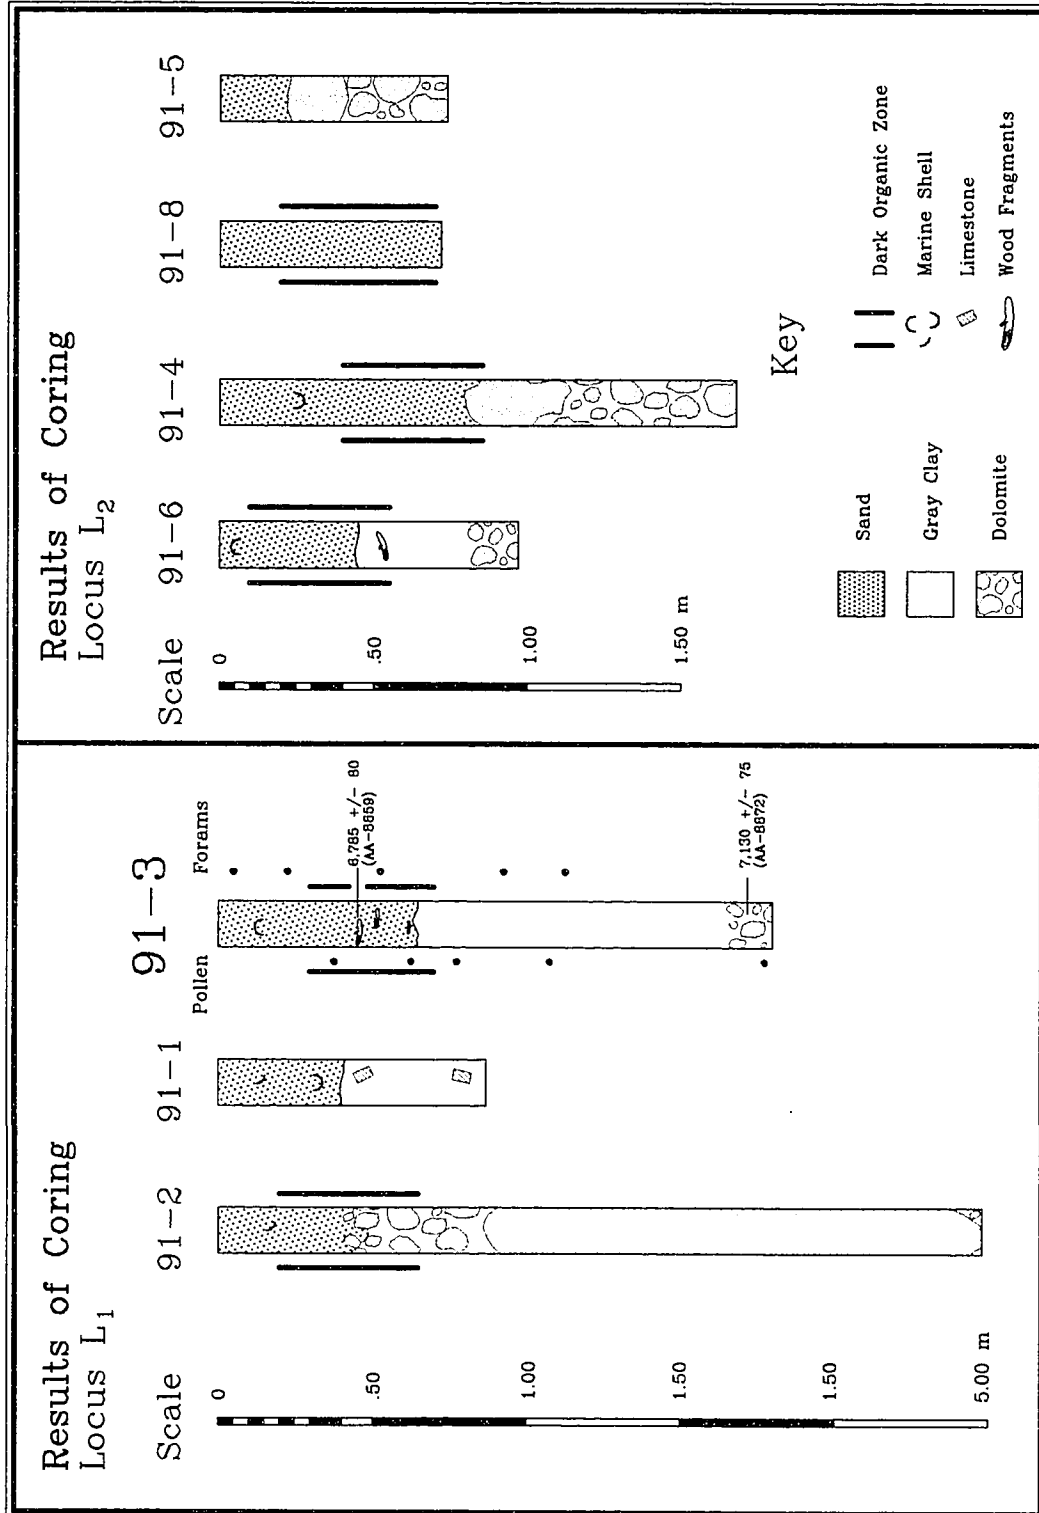 Results of Coring
Locus L₁
Scale
0
.50
1.00
1.50
1.50
5.00 m
91-2
91-1
91-3
Pollen
Forams
6,785 +/- 80
(AA-8659)
7,130 +/- 75
(AA-8672)
Results of Coring
Locus L₂
Scale
0
.50
1.00
1.50 m
91-6
91-4
91-8
91-5
Key
Sand
Gray Clay
Dolomite
Dark Organic Zone
Marine Shell
Limestone
Wood Fragments